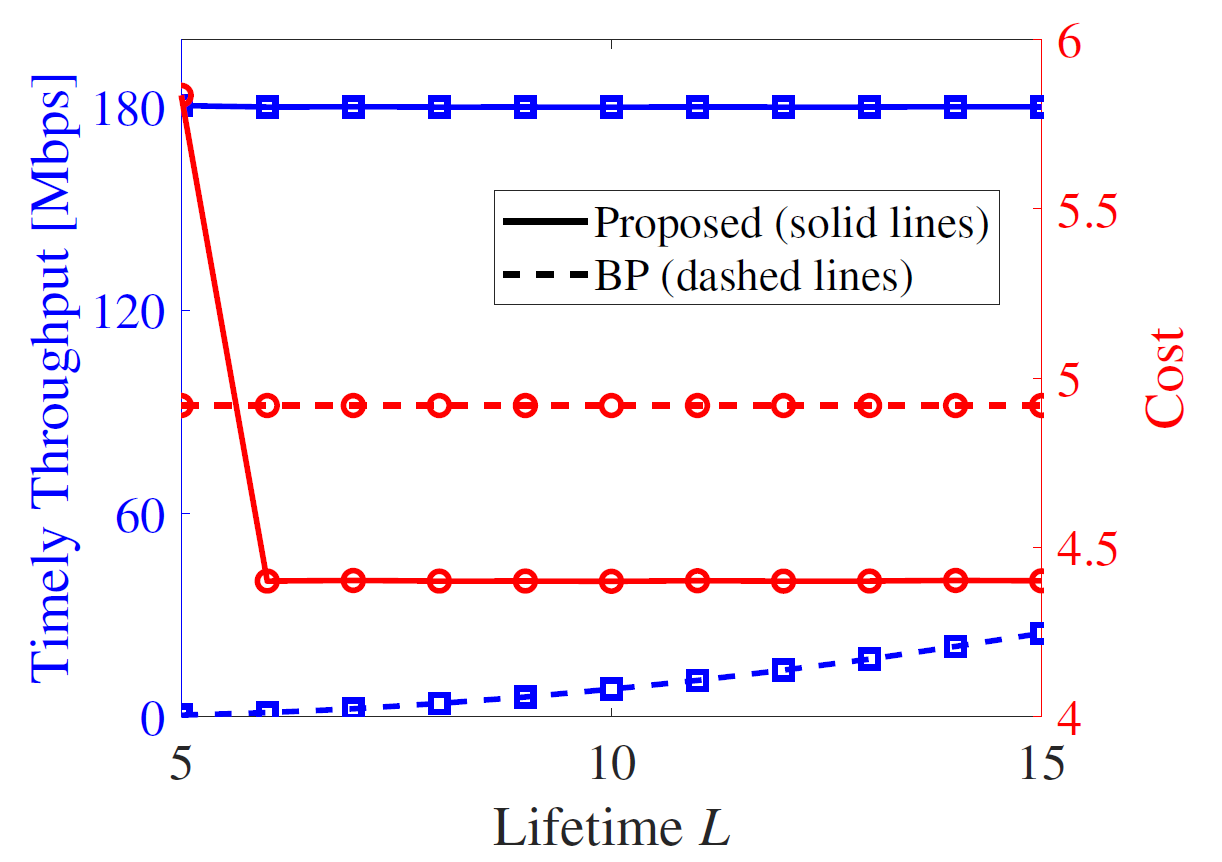 Timely Throughput [Mbps]
180
120
60
0
Proposed (solid lines)
BP (dashed lines)
6
5.5
5
4.5
4
Cost
5
10
15
Lifetime L